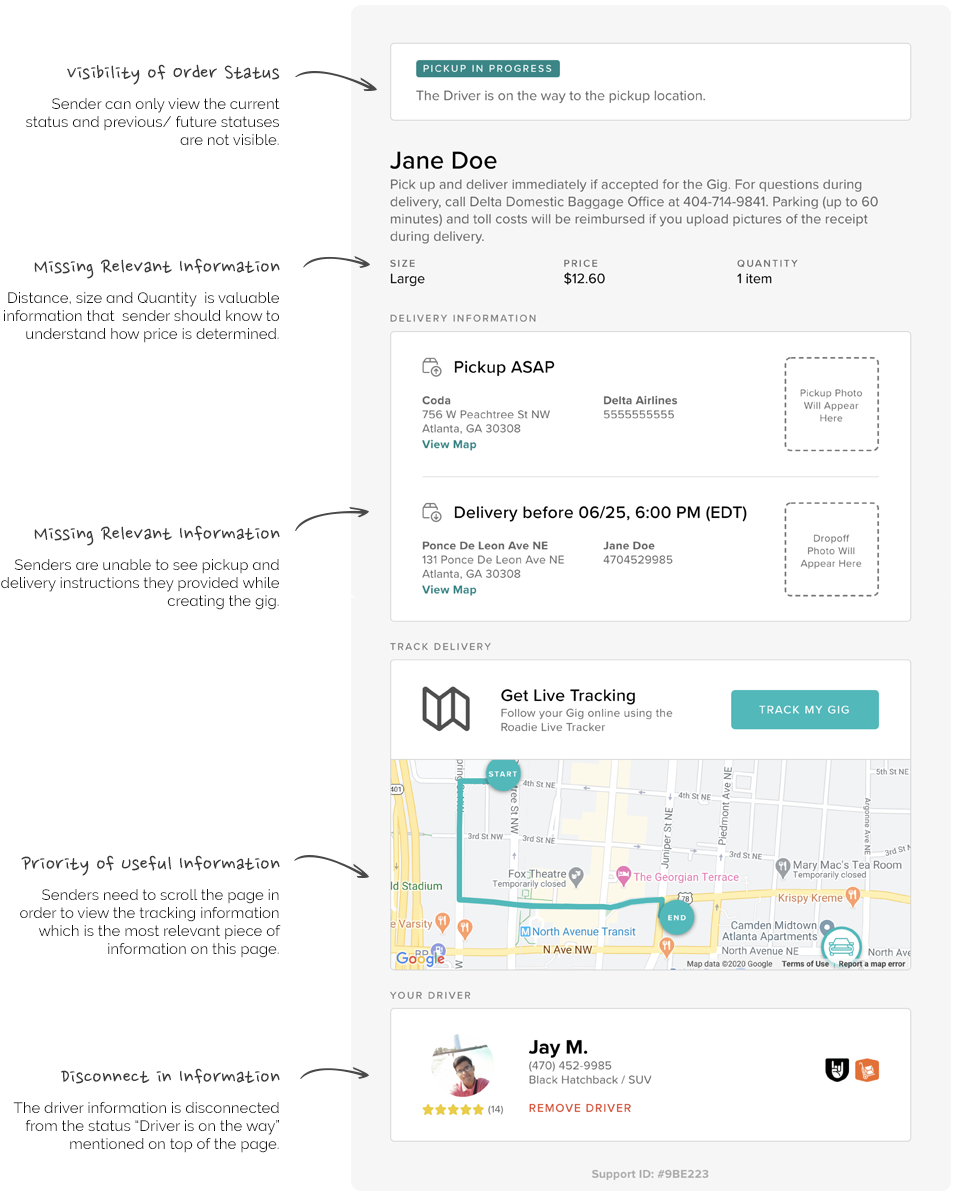 Visibility of Order Status
Sender can only view the current
status and previous/ future statuses
are not visible.
PICKUP IN PROGRESS
The Driver is on the way to the pickup location.
Jane Doe
Pick up and deliver immediately if accepted for the Gig. For questions during
delivery, call Delta Domestic Baggage Office at 404-714-9841. Parking (up to 60
minutes) and toll costs will be reimbursed if you upload pictures of the receipt
during delivery.
Missing Relevant Information
Distance, size and Quantity is valuable
information that sender should know to
understand how price is determined.
SIZE
Large
PRICE
$12.60
QUANTITY
1 item
DELIVERY INFORMATION
Pickup ASAP
Coda
756 W Peachtree St NW
Atlanta, GA 30308
View Map
Delta Airlines
5555555555
Pickup Photo
Will Appear
Here
Missing Relevant Information
Senders are unable to see pickup and
delivery instructions they provided while
creating the gig.
Delivery before 06/25, 6:00 PM (EDT)
Ponce De Leon Ave NE
131 Ponce De Leon Ave NE
Atlanta, GA 30308
View Map
Jane Doe
4704529985
Dropoff
Photo Will
Appear Here
TRACK DELIVERY
Get Live Tracking
Follow your Gig online using the
Roadie Live Tracker
TRACK MY GIG
Priority of Useful Information
Senders need to scroll the page in
order to view the tracking information
which is the most relevant piece of
information on this page.
START
5th St NE
401
4th St NE
4th St NE
Juniper St NE
Piedmont Ave NE
Argonne Ave NE
3rd St NW
3rd St NE
3rd St NE
Fox Theatre
Temporarily closed
The Georgian Terrace
Mary Mac's Tea Room
Temporarily closed
ld Stadium
78
Krispy Kreme
END
e Varsity
North Avenue Transit
Camden Midtown
Atlanta Apartments
N Ave NW
North Avenue NE
North Ave
Google
Map data ©2020 Google
Terms of Use
Report a map error
YOUR DRIVER
Disconnect in Information
The driver information is disconnected
from the status “Driver is on the way”
mentioned on top of the page.
Jay M.
(470) 452-9985
Black Hatchback / SUV
REMOVE DRIVER
(14)
Support ID: #9BE223